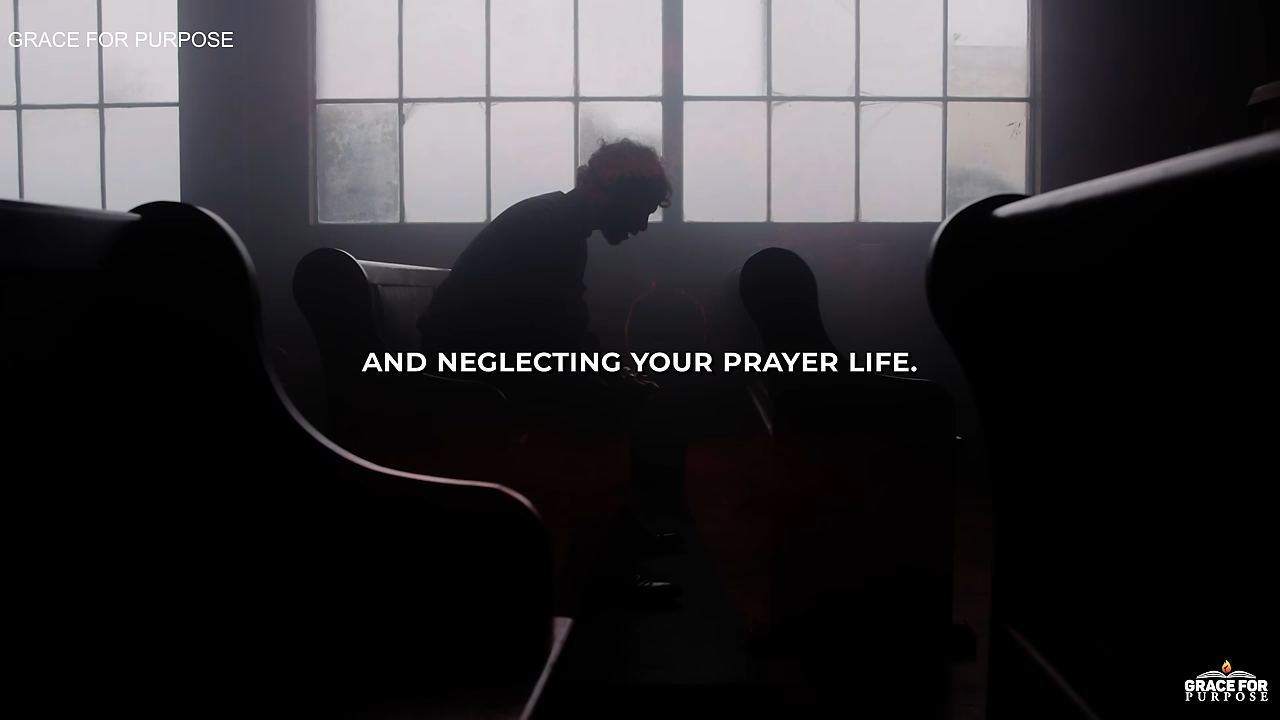 GRACE FOR PURPOSE
AND NEGLECTING YOUR PRAYER LIFE.
GRACE FOR
PURPOSE